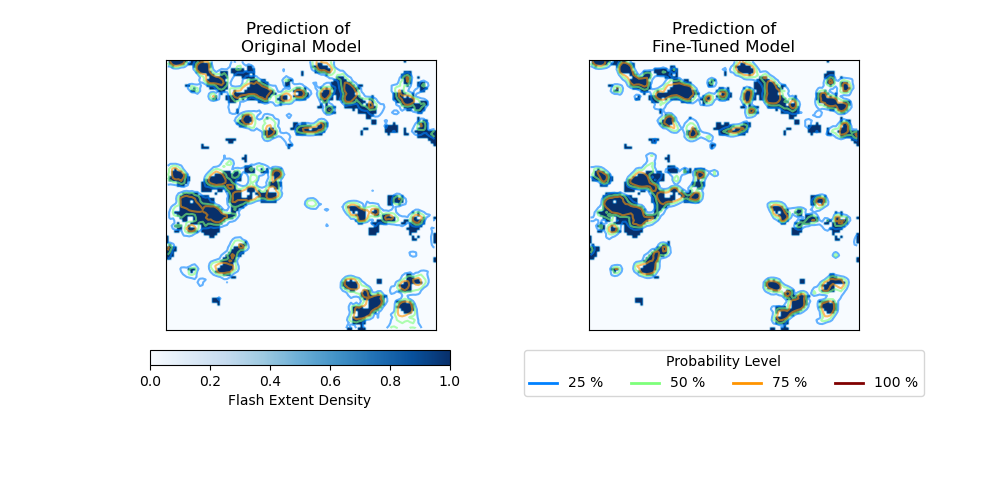 Prediction of
Original Model
Prediction of
Fine-Tuned Model
0.0 0.2 0.4 0.6 0.8 1.0
Flash Extent Density
Probability Level
25 % 50 % 75 % 100 %